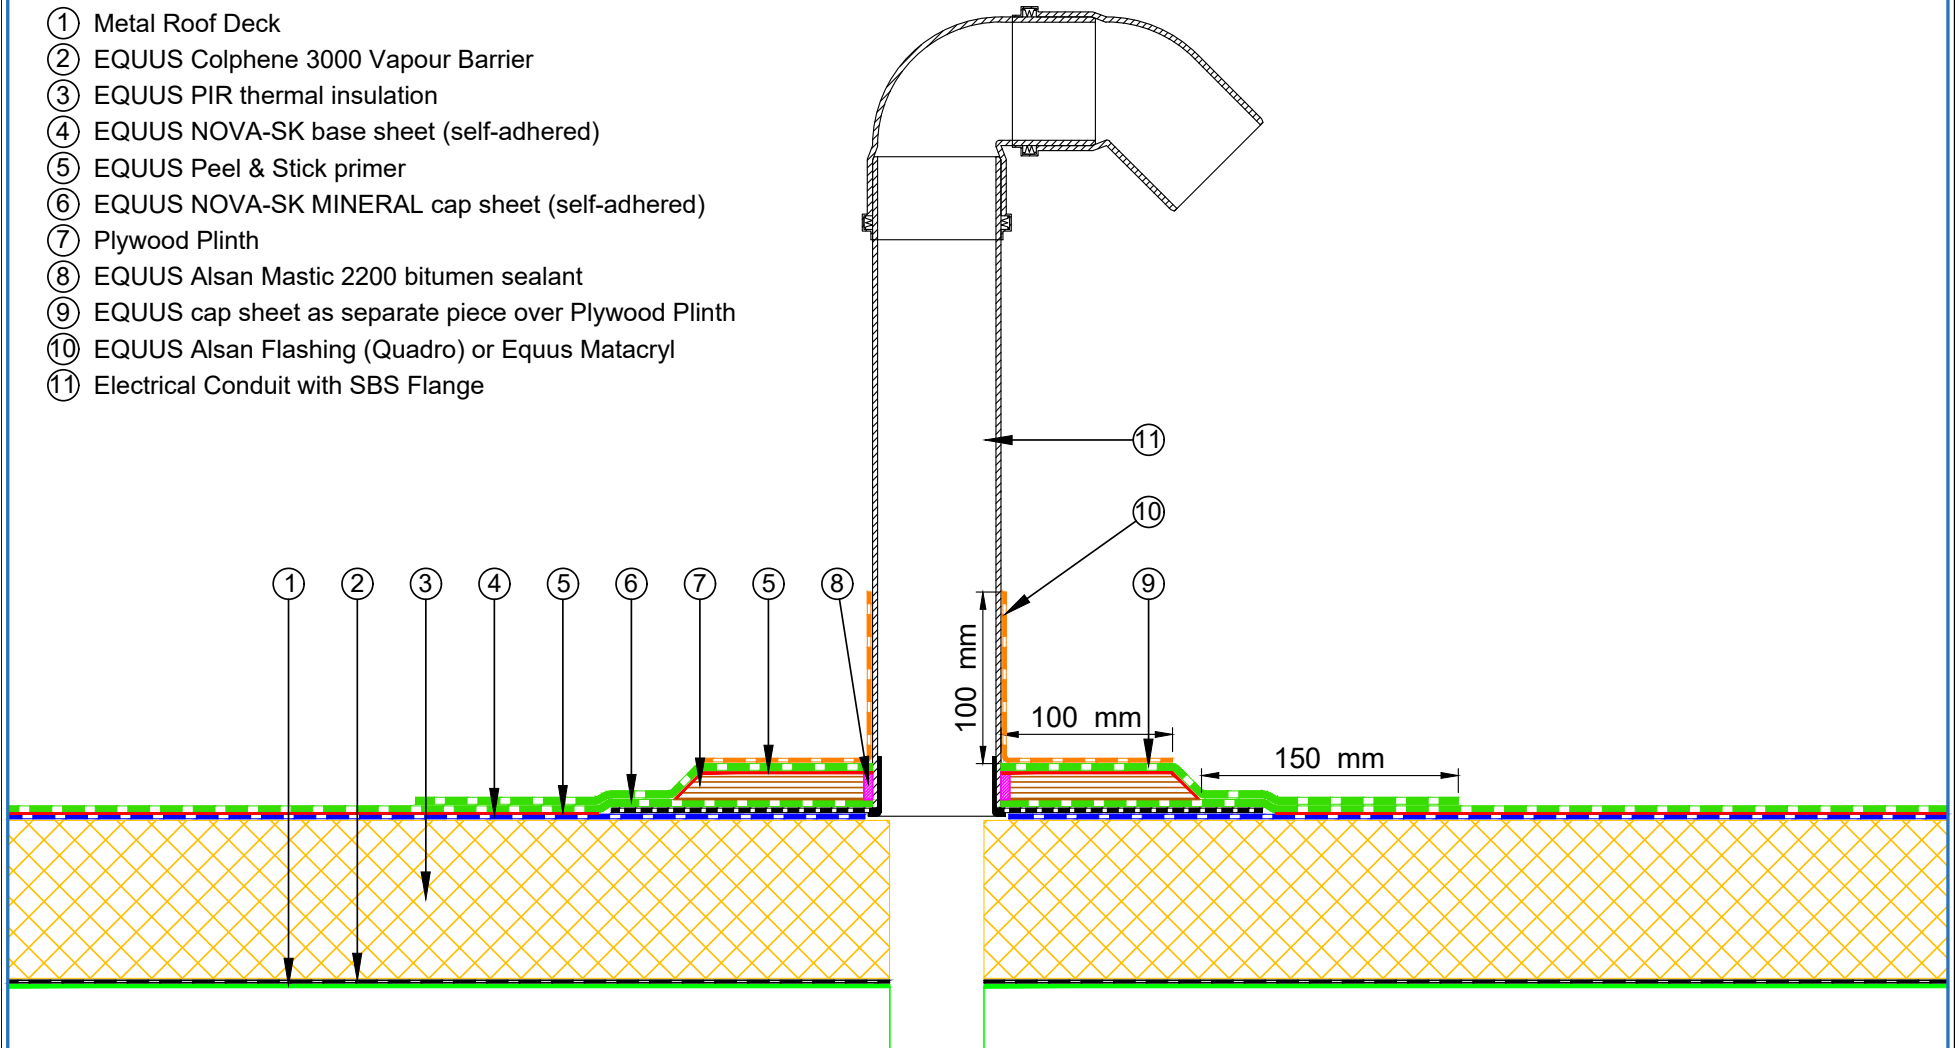 1 Metal Roof Deck
2 EQUUS Colphene 3000 Vapour Barrier
3 EQUUS PIR thermal insulation
4 EQUUS NOVA-SK base sheet (self-adhered)
5 EQUUS Peel & Stick primer
6 EQUUS NOVA-SK MINERAL cap sheet (self-adhered)
7 Plywood Plinth
8 EQUUS Alsan Mastic 2200 bitumen sealant
9 EQUUS cap sheet as separate piece over Plywood Plinth
10 EQUUS Alsan Flashing (Quadro) or Equus Matacryl
11 Electrical Conduit with SBS Flange
11
10
1 2 3 4 5 6 7 5 8 9
100 mm
100 mm
150 mm